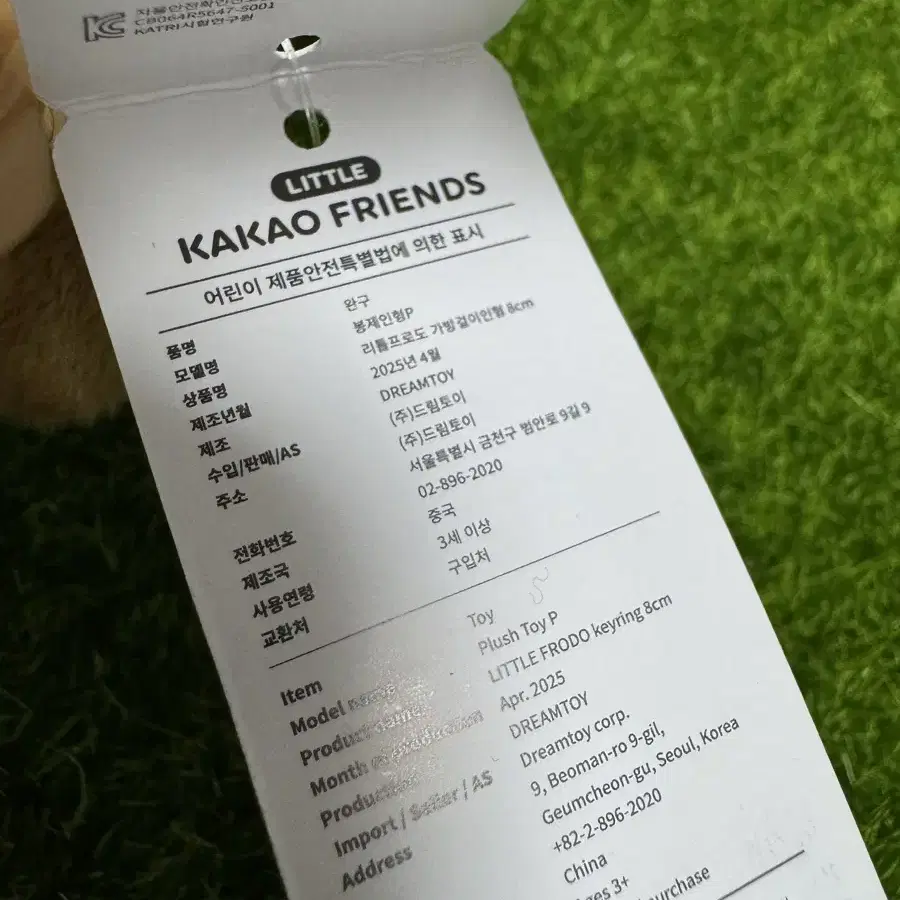 CB064R5647-5001
KATRI시험연구원
LITTLE
KAKAO FRIENDS
어린이 제품안전특별법에 의한 표시
품명 완구
모델명 봉제인형P
상품명 리틀프로도 가방걸이인형 8cm
제조년월 2025년 4월
제조 DREAMTOY
수입/판매/AS (주)드림토이
주소 (주)드림토이
서울특별시 금천구 범안로 9길 9
전화번호 02-896-2020
제조국 중국
사용연령 3세 이상
교환처 구입처
Item Toy
Model name Plush Toy P
Product name LITTLE FRODO keyring 8cm
Month of production Apr. 2025
Production DREAMTOY
Import / Seller / AS Dreamtoy corp.
Address 9, Beoman-ro 9-gil,
Geumcheon-gu, Seoul, Korea
+82-2-896-2020
China
Ages 3+
purchase